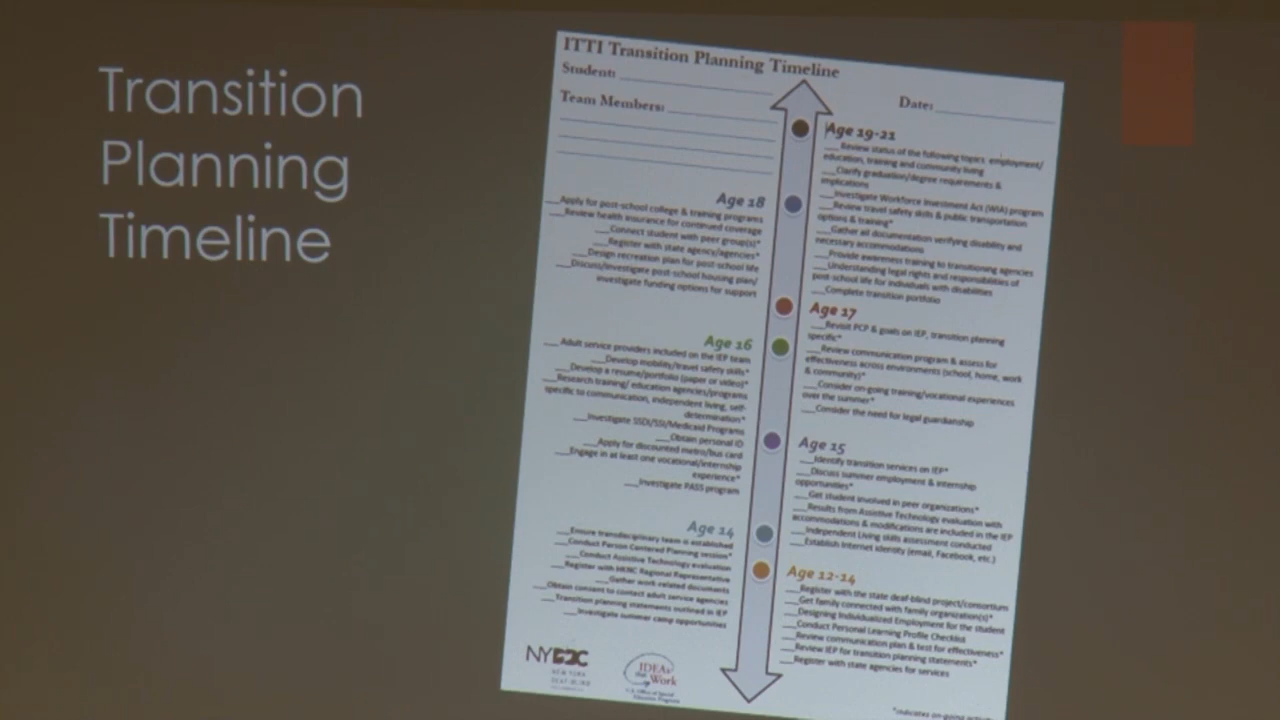 Transition
Planning
Timeline
ITTI Transition Planning Timeline
Student:
Team Members:
Date:
Age 19-21
Review status of the following topics: employment/
education, training and community living
Clarify graduation/degree requirements &
implications
Investigate Workforce Investment Act (WIA) program
Review travel safety skills & public transportation
options & training*
Gather all documentation verifying disability and
necessary accommodations
Provide awareness training to transitioning agencies
Understanding legal rights and responsibilities of
post-school life for individuals with disabilities
Complete transition portfolio
Age 18
Apply for post-school college & training programs
Review health insurance for continued coverage
Connect student with peer group(s)*
Register with state agency/agencies*
Design recreation plan for post-school life
Discuss/investigate post-school housing plan/
investigate funding options for support
Age 17
Revisit PCP & goals on IEP, transition planning
specific*
Review communication program & assess for
effectiveness across environments (school, home, work
& community)*
Consider on-going training/vocational experiences
over the summer*
Consider the need for legal guardianship
Age 16
Adult service providers included on the IEP team
Develop mobility/travel safety skills*
Develop a resume/portfolio (paper or video)*
Research training/ education agencies/programs
specific to communication, independent living, self-
determination*
Investigate SSDI/SSI/Medicaid Programs
Obtain personal ID
Apply for discounted metro/bus card
Engage in at least one vocational/internship
experience*
Investigate PASS program
Age 15
Identify transition services on IEP*
Discuss summer employment & internship
opportunities*
Get student involved in peer organizations*
Results from Assistive Technology evaluation with
accommodations & modifications are included in the IEP
Independent Living skills assessment conducted
Establish Internet identity (email, Facebook, etc.)
Age 14
Ensure transdisciplinary team is established
Conduct Person Centered Planning session*
Conduct Assistive Technology evaluation
Register with HKNC Regional Representative
Gather work related documents
Obtain consent to contact adult service agencies
Transition planning statements outlined in IEP
Investigate summer camp opportunities
Age 12-14
Register with the state deaf-blind project/consortium
Get family connected with family organization(s)*
Designing Individualized Employment for the student
Conduct Personal Learning Profile Checklist
Review communication plan & test for effectiveness*
Review IEP for transition planning statements*
Register with state agencies for services
NYDBC
NEW YORK
DEAF-BLIND
IDEAs
that
Work
U.S. Office of Special
Education Programs
*indicates on-going